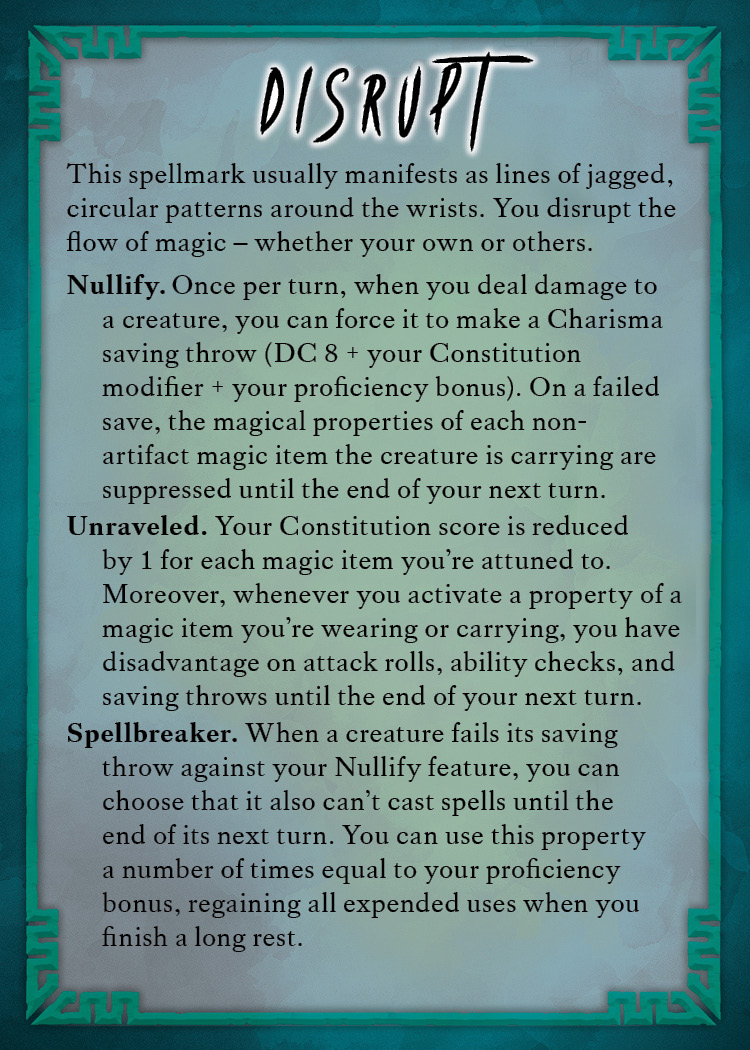 DISRUPT
This spellmark usually manifests as lines of jagged,
circular patterns around the wrists. You disrupt the
flow of magic – whether your own or others.
Nullify. Once per turn, when you deal damage to
a creature, you can force it to make a Charisma
saving throw (DC 8 + your Constitution
modifier + your proficiency bonus). On a failed
save, the magical properties of each non-
artifact magic item the creature is carrying are
suppressed until the end of your next turn.
Unraveled. Your Constitution score is reduced
by 1 for each magic item you’re attuned to.
Moreover, whenever you activate a property of a
magic item you’re wearing or carrying, you have
disadvantage on attack rolls, ability checks, and
saving throws until the end of your next turn.
Spellbreaker. When a creature fails its saving
throw against your Nullify feature, you can
choose that it also can’t cast spells until the
end of its next turn. You can use this property
a number of times equal to your proficiency
bonus, regaining all expended uses when you
finish a long rest.